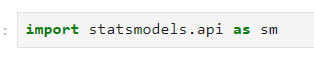 : import statsmodels.api as sm